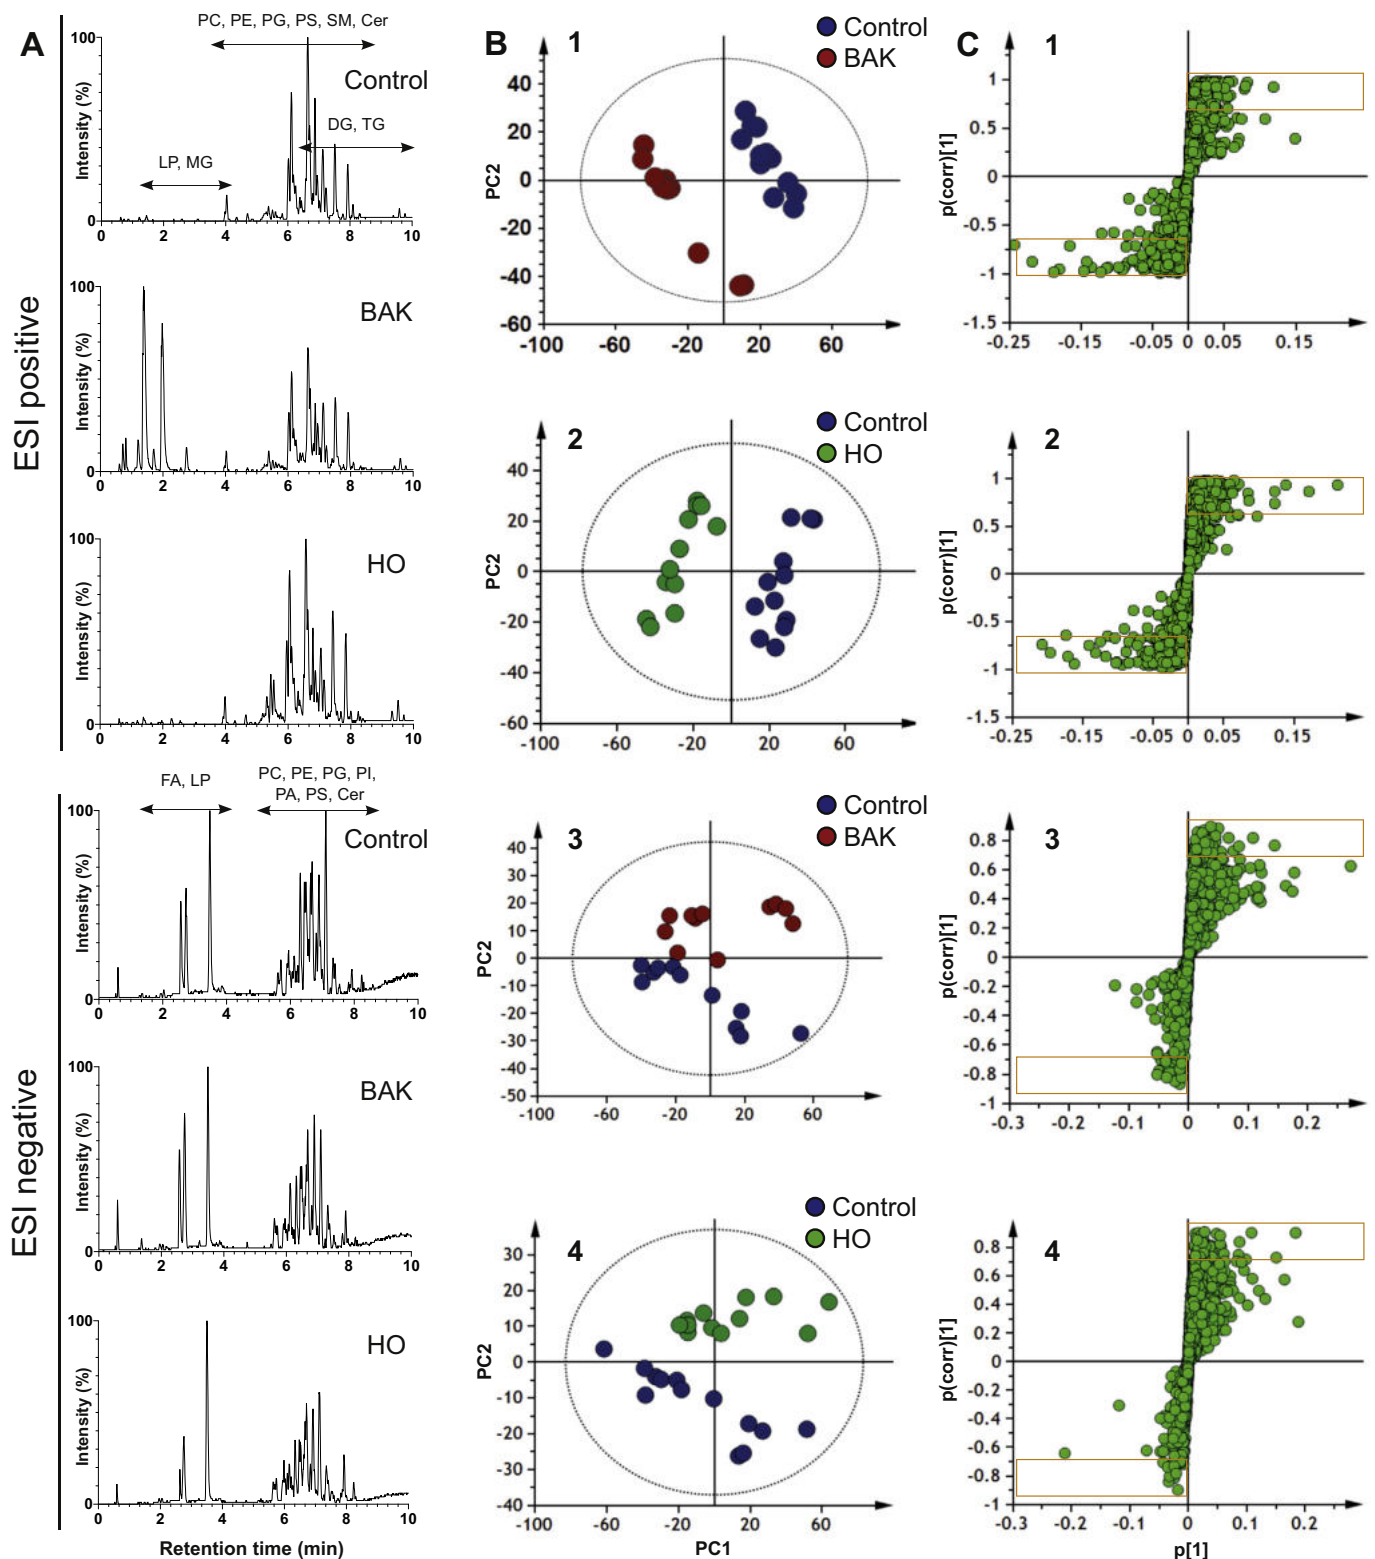 A
ESI positive
PC, PE, PG, PS, SM, Cer
Control
DG, TG
LP, MG
Intensity (%)
100
0
0 2 4 6 8 10
BAK
Intensity (%)
100
0
0 2 4 6 8 10
HO
Intensity (%)
100
0
0 2 4 6 8 10
ESI negative
FA, LP
PC, PE, PG, PI,
PA, PS, Cer
Control
Intensity (%)
100
0
0 2 4 6 8 10
BAK
Intensity (%)
100
0
0 2 4 6 8 10
HO
Intensity (%)
100
0
0 2 4 6 8 10
Retention time (min)
B
1
Control
BAK
PC2
40
20
0
-20
-40
-60
-100 -60 -20 20 60
2
Control
HO
PC2
40
20
0
-20
-40
-60
-100 -60 -20 20 60
3
Control
BAK
PC2
40
30
20
10
0
-10
-20
-30
-40
-50
-100 -60 -20 20 60
4
Control
HO
PC2
30
20
10
0
-10
-20
-30
-40
-100 -60 -20 20 60
PC1
C
1
p(corr)[1]
1
0.5
0
-0.5
-1
-1.5
-0.25 -0.15 -0.05 0 0.05 0.15
2
p(corr)[1]
1
0.5
0
-0.5
-1
-1.5
-0.25 -0.15 -0.05 0 0.05 0.15
3
p(corr)[1]
0.8
0.6
0.4
0.2
0
-0.2
-0.4
-0.6
-0.8
-1
-0.3 -0.2 -0.1 0 0.1 0.2
4
p(corr)[1]
0.8
0.6
0.4
0.2
0
-0.2
-0.4
-0.6
-0.8
-1
-0.3 -0.2 -0.1 0 0.1 0.2
p[1]